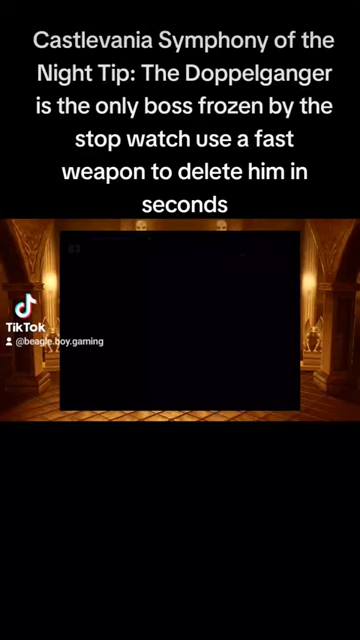 Castlevania Symphony of the
Night Tip: The Doppelganger
is the only boss frozen by the
stop watch use a fast
weapon to delete him in
seconds
83
TikTok
@beagle.boy.gaming